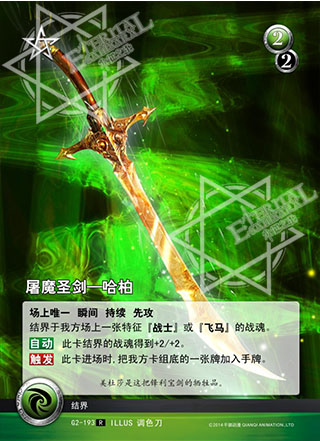 2
2
屠魔圣剑—哈柏
场上唯一 瞬间 持续 先攻
结界于我方场上一张特征『战士』或『飞马』的战魂。
自动 此卡结界的战魂得到+2/+2。
触发 此卡进场时，把我方卡组底的一张牌加入手牌。
美杜莎是这把锋利宝剑的牺牲品。
结界
G2-193 R ILLUS 调色刀
©2014千骐动漫 QIANQI ANIMATION.,LTD